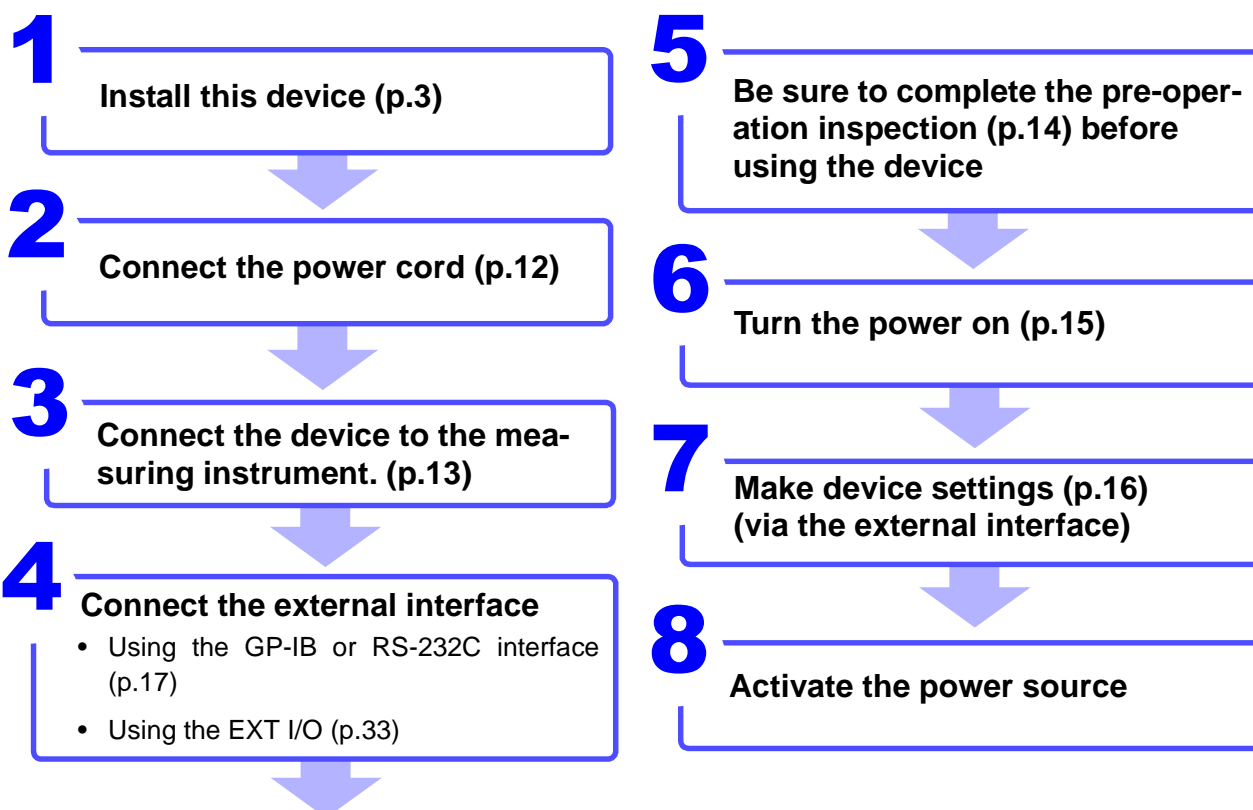 1
Install this device (p.3)
2
Connect the power cord (p.12)
3
Connect the device to the mea-
suring instrument. (p.13)
4
Connect the external interface
• Using the GP-IB or RS-232C interface
(p.17)
• Using the EXT I/O (p.33)
5
Be sure to complete the pre-oper-
ation inspection (p.14) before
using the device
6
Turn the power on (p.15)
7
Make device settings (p.16)
(via the external interface)
8
Activate the power source